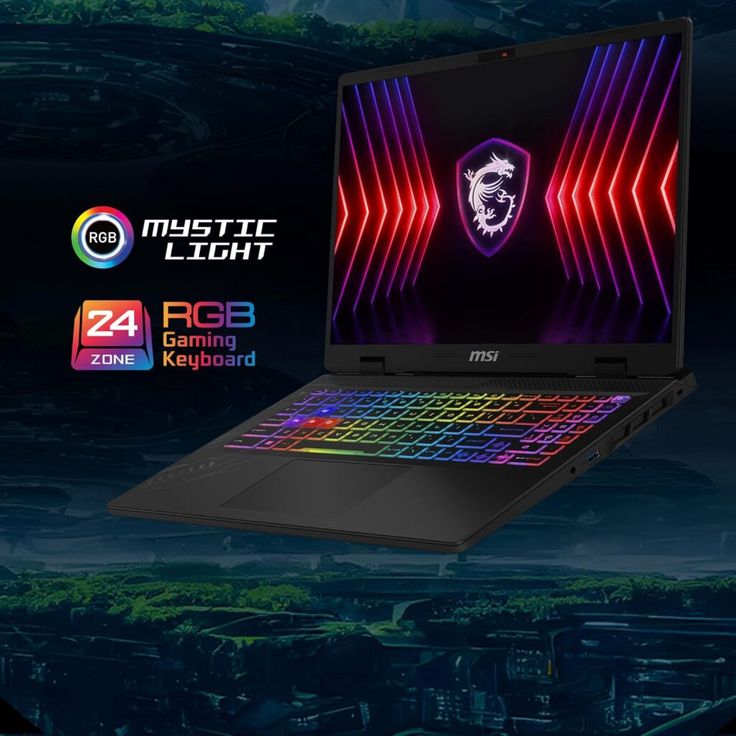 RGB
MYSTIC
LIGHT
24
ZONE
RGB
Gaming
Keyboard
msi